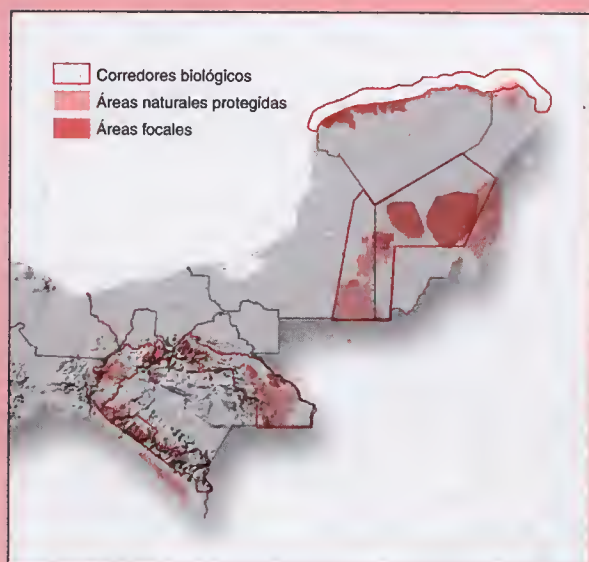 Corredores biológicos
Áreas naturales protegidas
Áreas focales